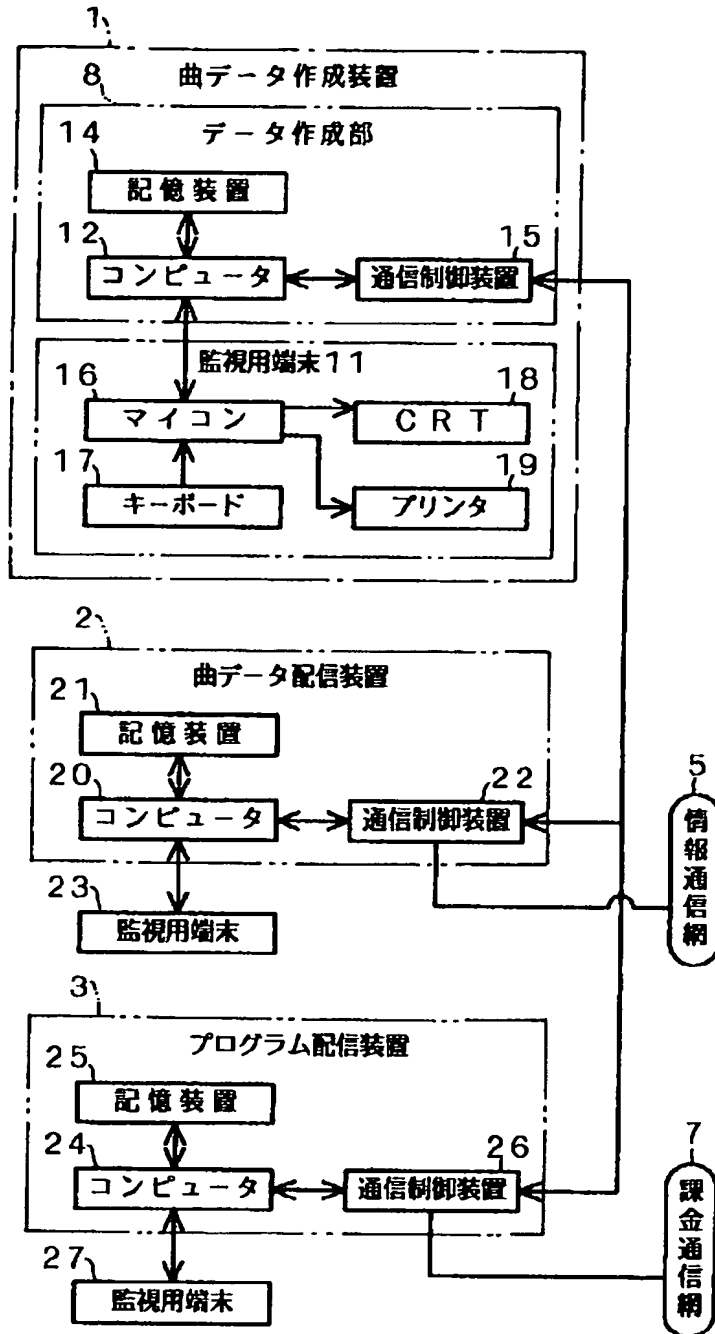 1
曲データ作成装置
8
データ作成部
14
記憶装置
12
コンピュータ
15
通信制御装置
監視用端末11
16
マイコン
18
CRT
17
キーボード
19
プリンタ
2
曲データ配信装置
21
記憶装置
20
コンピュータ
22
通信制御装置
23
監視用端末
5
情報通信網
3
プログラム配信装置
25
記憶装置
24
コンピュータ
26
通信制御装置
27
監視用端末
7
課金通信網